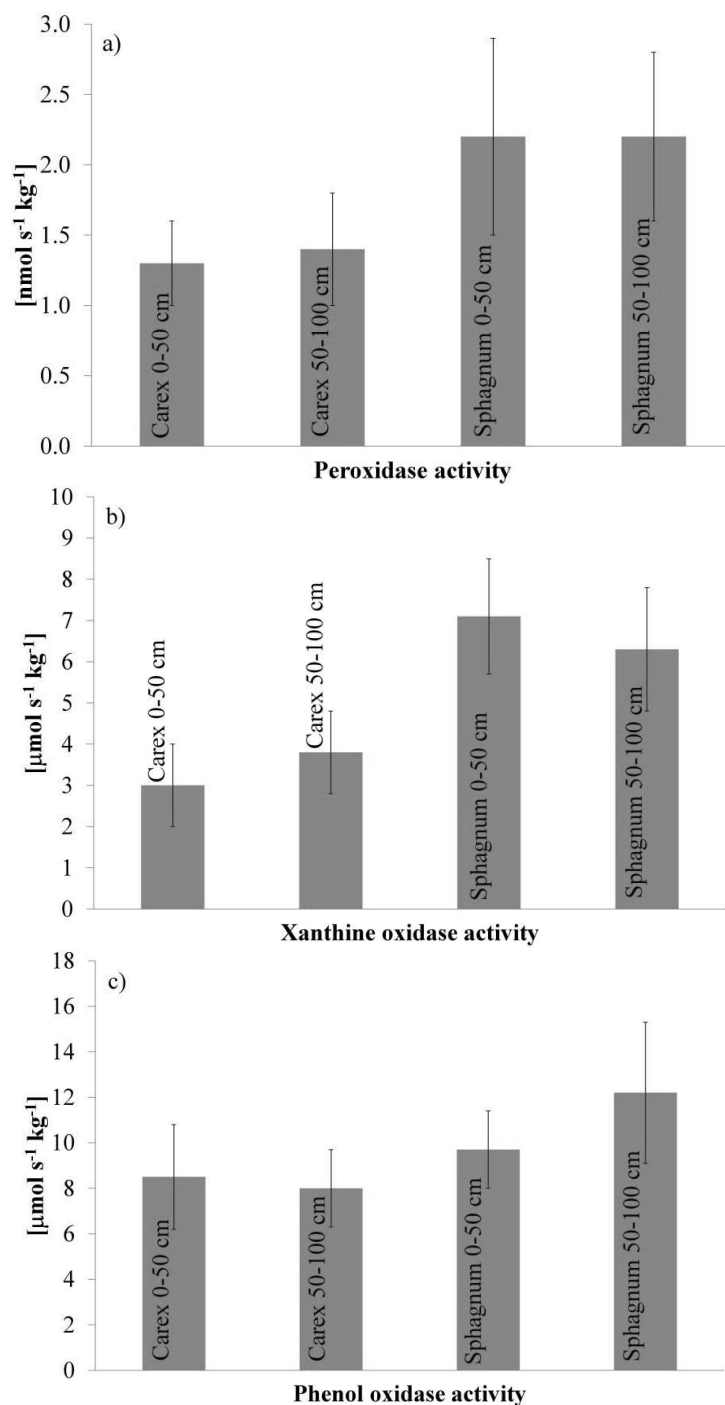 a)
3.0
2.5
2.0
1.5
1.0
0.5
0.0
[nmol s⁻¹ kg⁻¹]
Carex 0-50 cm
Carex 50-100 cm
Sphagnum 0-50 cm
Sphagnum 50-100 cm
Peroxidase activity
b)
10
9
8
7
6
5
4
3
2
1
0
[µmol s⁻¹ kg⁻¹]
Carex 0-50 cm
Carex 50-100 cm
Sphagnum 0-50 cm
Sphagnum 50-100 cm
Xanthine oxidase activity
c)
18
16
14
12
10
8
6
4
2
0
[µmol s⁻¹ kg⁻¹]
Carex 0-50 cm
Carex 50-100 cm
Sphagnum 0-50 cm
Sphagnum 50-100 cm
Phenol oxidase activity